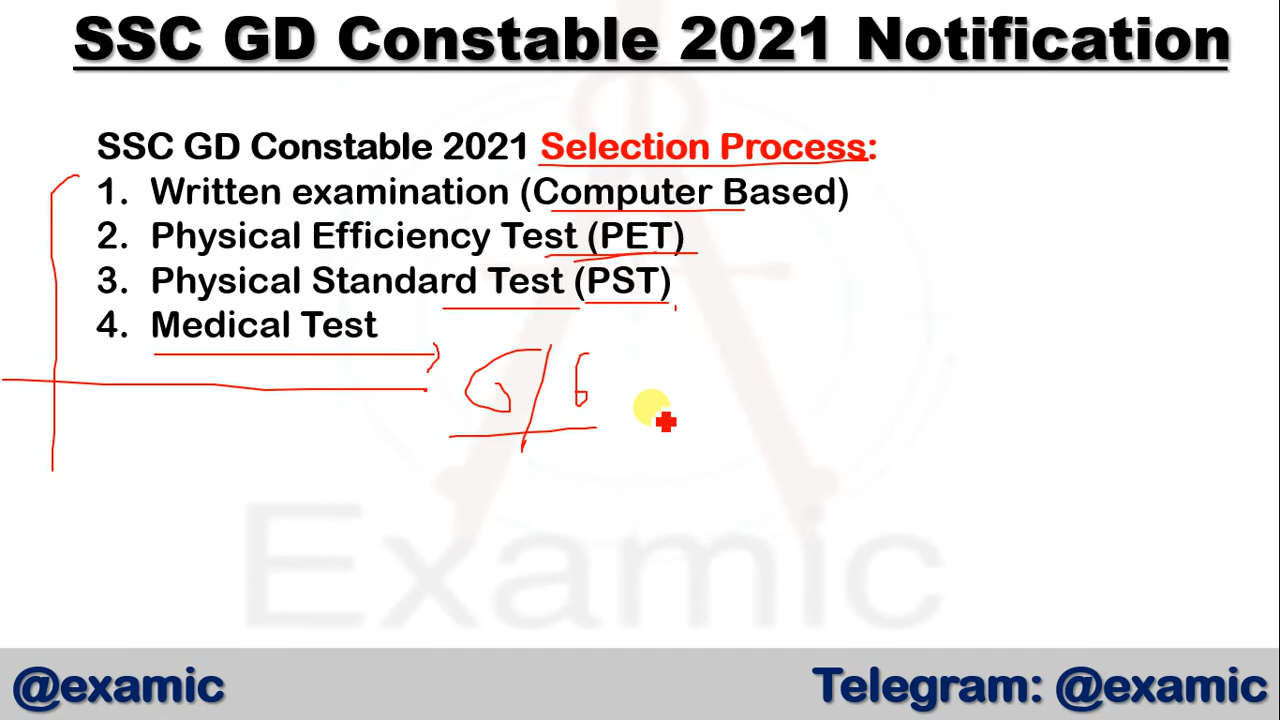 SSC GD Constable 2021 Notification
SSC GD Constable 2021 Selection Process:
1. Written examination (Computer Based)
2. Physical Efficiency Test (PET)
3. Physical Standard Test (PST)
4. Medical Test
Examic
@examic
Telegram: @examic